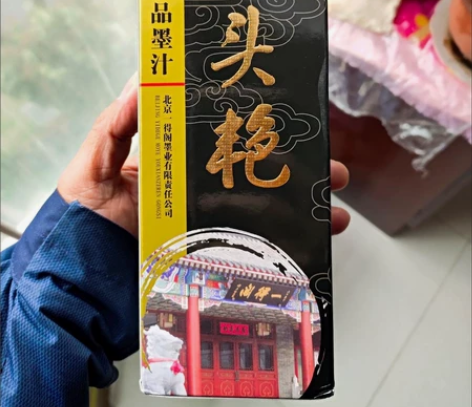 头艳
品墨汁
北京一得阁墨业有限责任公司
一得閣